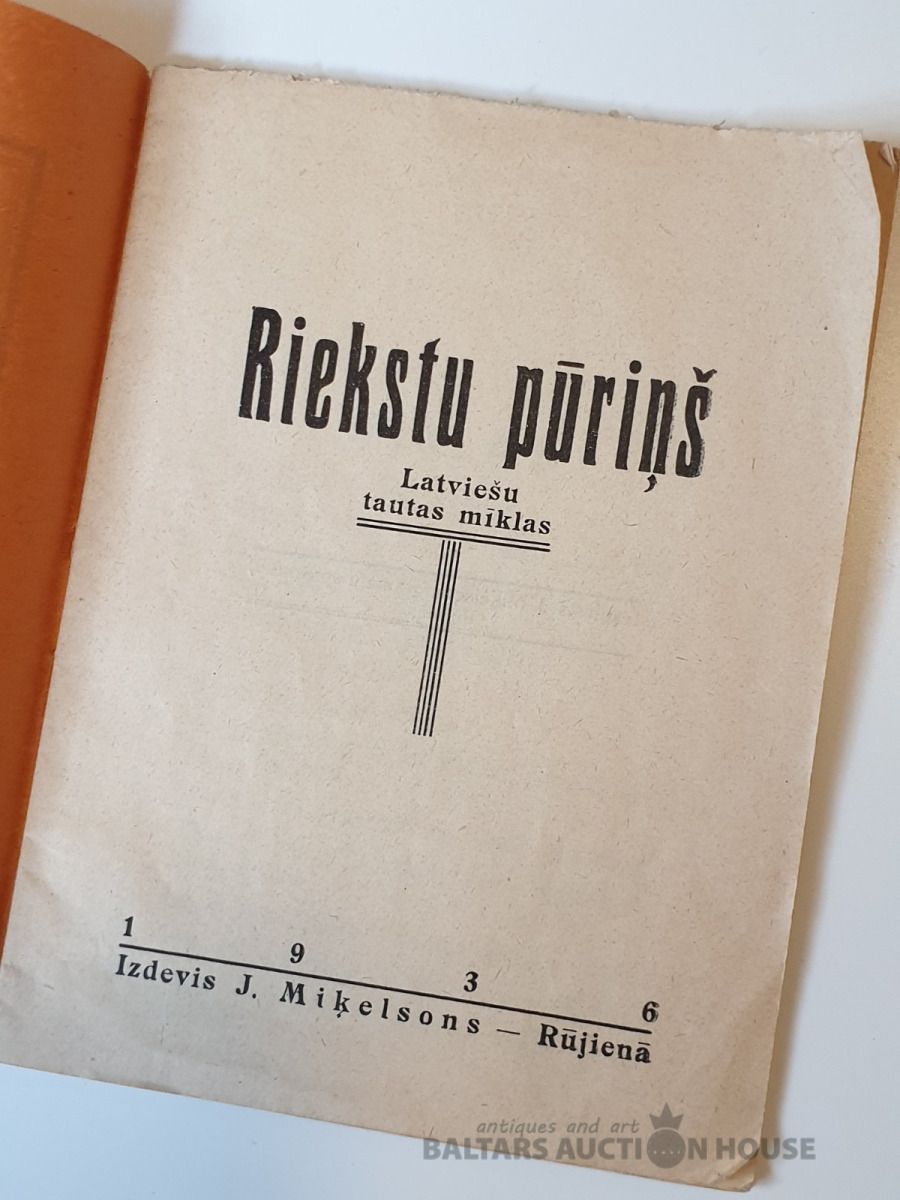 Riekstu pūriņš
Latviešu
tautas mīklas
1 9 3 6
Izdevis J. Miķelsons — Rūjienā
antiques and art
BALTARS AUCTION HOUSE